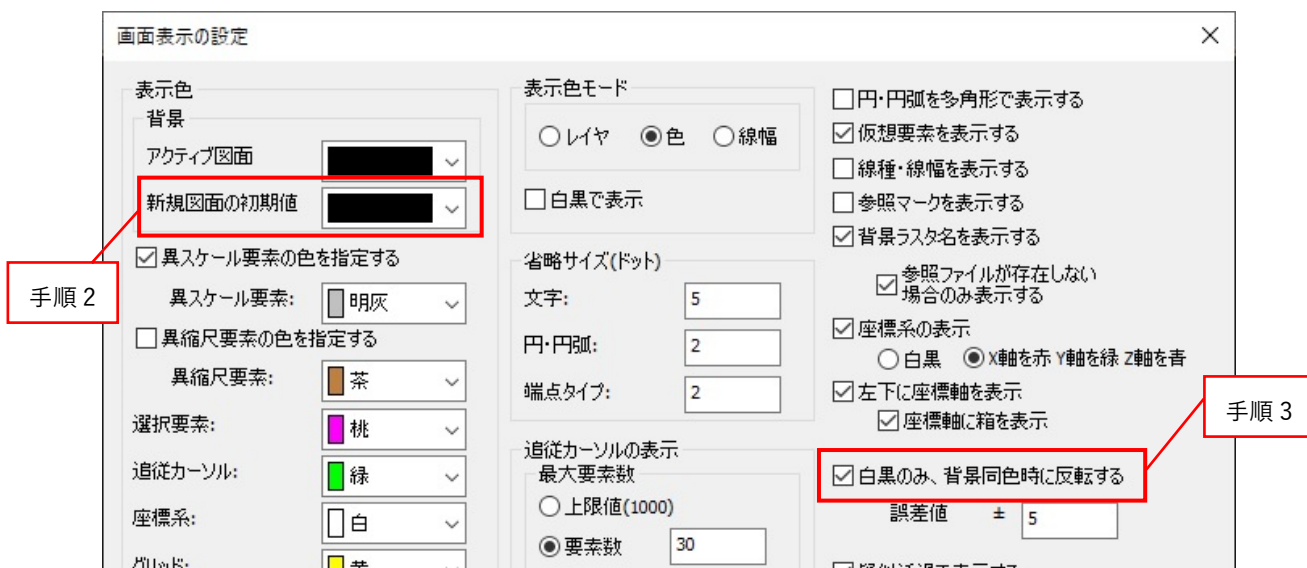 画面表示の設定
表示色
背景
アクティブ図面
新規図面の初期値
手順2
異スケール要素の色を指定する
異スケール要素: 明灰
異縮尺要素の色を指定する
異縮尺要素: 茶
選択要素: 桃
追従カーソル: 緑
座標系: 白
グリッド: 黄
表示色モード
レイヤ 色 線幅
白黒で表示
省略サイズ(ドット)
文字: 5
円・円弧: 2
端点タイプ: 2
追従カーソルの表示
最大要素数
上限値(1000)
要素数 30
円・円弧を多角形で表示する
仮想要素を表示する
線種・線幅を表示する
参照マークを表示する
背景ラスタ名を表示する
参照ファイルが存在しない
場合のみ表示する
座標系の表示
白黒 X軸を赤 Y軸を緑 Z軸を青
左下に座標軸を表示
座標軸に箱を表示
手順3
白黒のみ、背景同色時に反転する
誤差値 ± 5